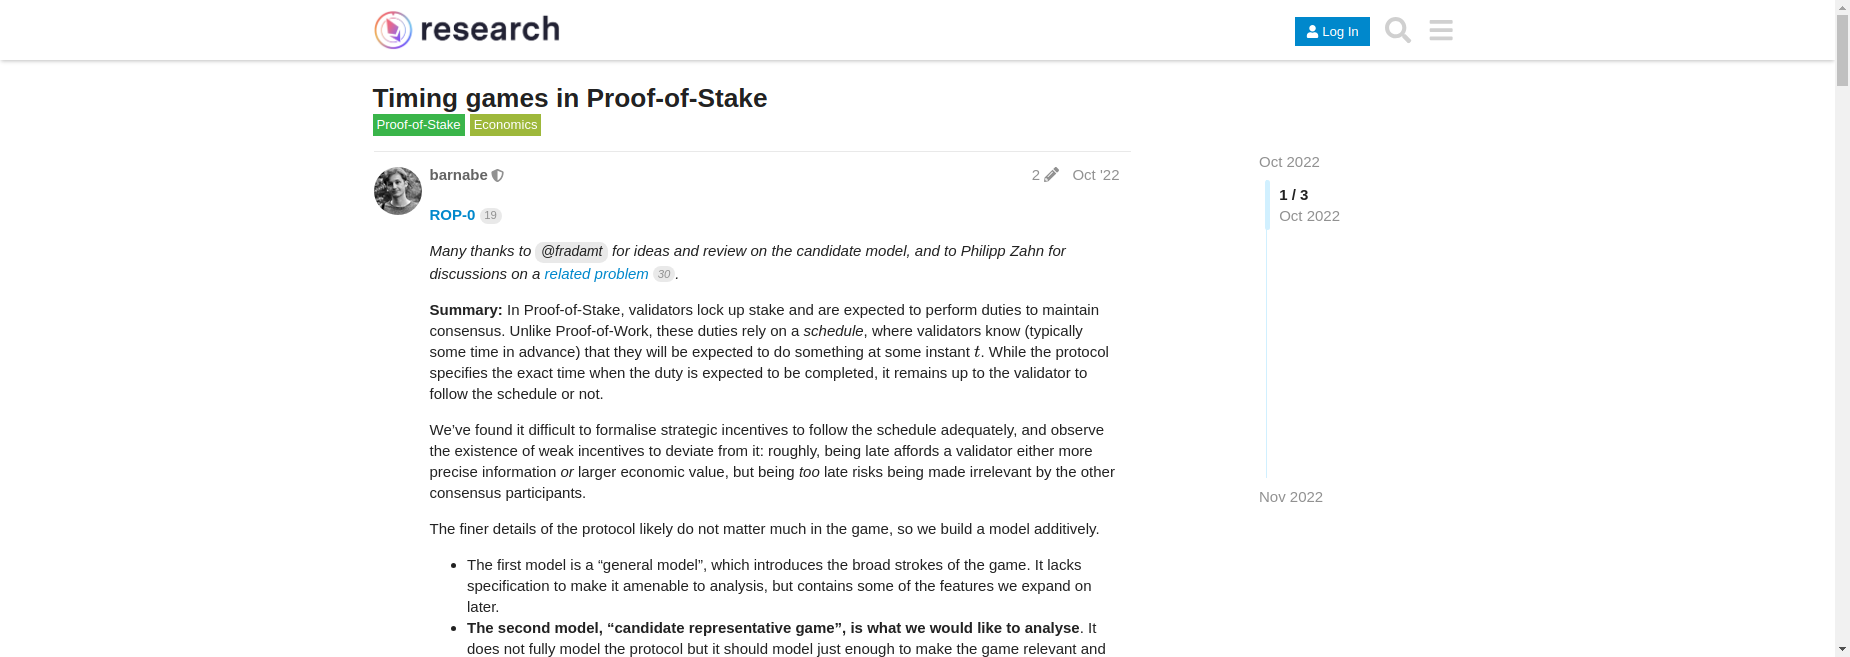 research
Log In
Timing games in Proof-of-Stake
Proof-of-Stake Economics
barnabe 2 Oct '22
ROP-0 19
Many thanks to @fradamt for ideas and review on the candidate model, and to Philipp Zahn for
discussions on a related problem 30.
Summary: In Proof-of-Stake, validators lock up stake and are expected to perform duties to maintain
consensus. Unlike Proof-of-Work, these duties rely on a schedule, where validators know (typically
some time in advance) that they will be expected to do something at some instant t. While the protocol
specifies the exact time when the duty is expected to be completed, it remains up to the validator to
follow the schedule or not.
We’ve found it difficult to formalise strategic incentives to follow the schedule adequately, and observe
the existence of weak incentives to deviate from it: roughly, being late affords a validator either more
precise information or larger economic value, but being too late risks being made irrelevant by the other
consensus participants.
The finer details of the protocol likely do not matter much in the game, so we build a model additively.
• The first model is a “general model”, which introduces the broad strokes of the game. It lacks
specification to make it amenable to analysis, but contains some of the features we expand on
later.
• The second model, “candidate representative game”, is what we would like to analyse. It
does not fully model the protocol but it should model just enough to make the game relevant and
Oct 2022
1 / 3
Oct 2022
Nov 2022